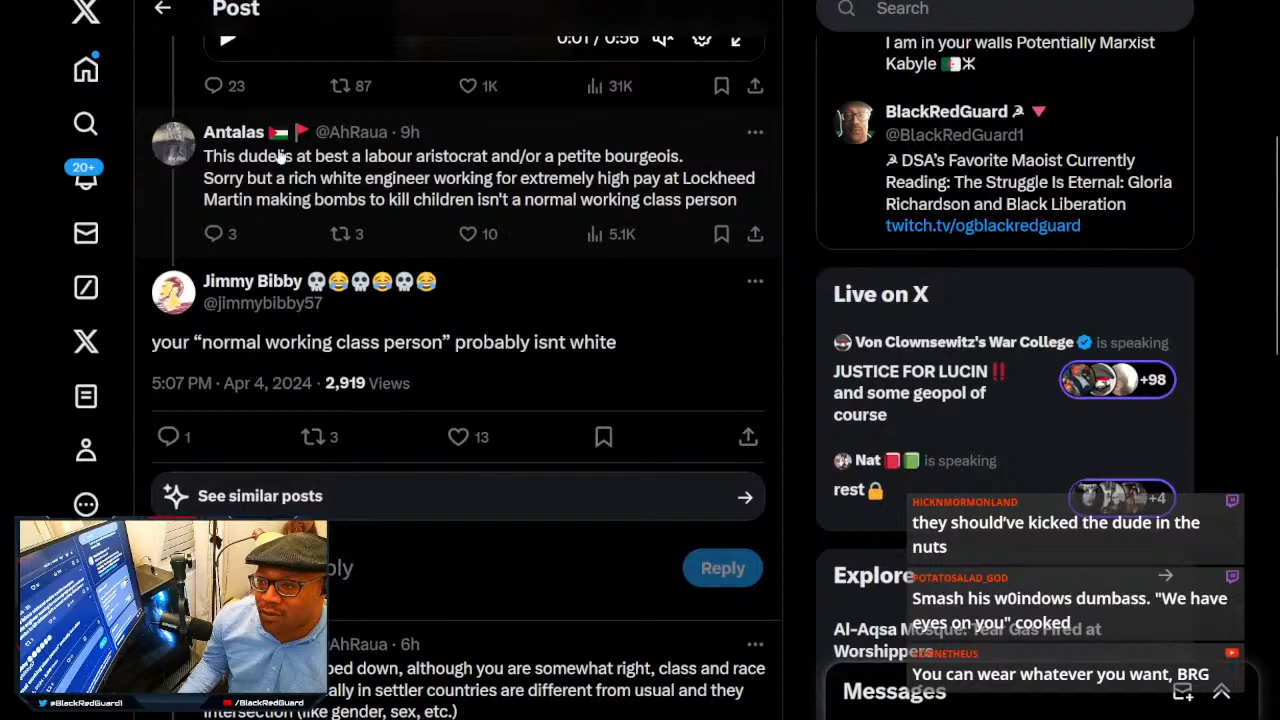 Post
Search
0:01 / 0:56
23
87
1K
31K
I am in your walls Potentially Marxist
Kabyle
Antalas @AhRaua · 9h
This dude is at best a labour aristocrat and/or a petite bourgeois.
Sorry but a rich white engineer working for extremely high pay at Lockheed
Martin making bombs to kill children isn't a normal working class person
3
3
10
5.1K
BlackRedGuard
@BlackRedGuard1
DSA's Favorite Maoist Currently
Reading: The Struggle Is Eternal: Gloria
Richardson and Black Liberation
twitch.tv/ogblackredguard
20+
Jimmy Bibby
@jimmybibby57
your “normal working class person” probably isnt white
5:07 PM · Apr 4, 2024 · 2,919 Views
1
3
13
See similar posts
Live on X
Von Clownsewitz's War College is speaking
JUSTICE FOR LUCIN
and some geopol of
course
+98
Nat is speaking
rest
+4
HICKNMORMONLAND
they should've kicked the dude in the
nuts
POTATOSALAD_GOD
Smash his w0indows dumbass. "We have
eyes on you" cooked
You can wear whatever you want, BRG
Explore
Al-Aqsa Mosque: Tear Gas Fired at
Worshippers
Messages
ply
Reply
AhRaua · 6h
ped down, although you are somewhat right, class and race
ally in settler countries are different from usual and they
intersection (like gender, sex, etc.)
@BlackRedGuard1
/BlackRedGuard